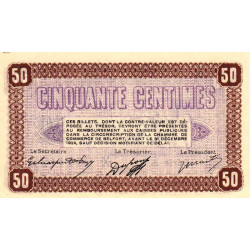 50 50
CINQUANTE CENTIMES
CES BILLETS, DONT LA CONTRE-VALEUR EST DÉ-
POSÉE AU TRÉSOR, DEVRONT ÊTRE PRÉSENTÉS
AU REMBOURSEMENT AUX CAISSES PUBLIQUES
DANS LA CIRCONSCRIPTION DE LA CHAMBRE DE
COMMERCE DE BELFORT, AVANT LE 31 DÉCEMBRE
1924, SAUF DÉCISION MODIFIANT CE DÉLAI.
Le Secrétaire Le Trésorier, Le Président
50 50